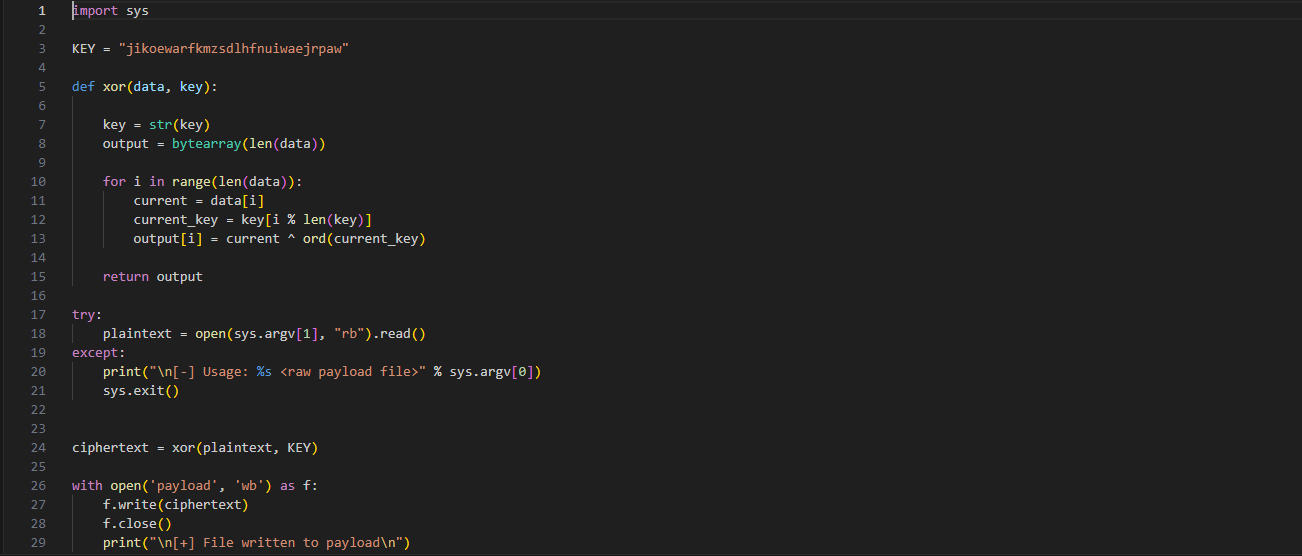 1 import sys
2
3 KEY = "jikoewarfkmzsdlhfnuiwaejrpaw"
4
5 def xor(data, key):
6
7     key = str(key)
8     output = bytearray(len(data))
9
10     for i in range(len(data)):
11         current = data[i]
12         current_key = key[i % len(key)]
13         output[i] = current ^ ord(current_key)
14
15     return output
16
17 try:
18     plaintext = open(sys.argv[1], "rb").read()
19 except:
20     print("\n[-] Usage: %s <raw payload file>" % sys.argv[0])
21     sys.exit()
22
23
24 ciphertext = xor(plaintext, KEY)
25
26 with open('payload', 'wb') as f:
27     f.write(ciphertext)
28     f.close()
29     print("\n[+] File written to payload\n")